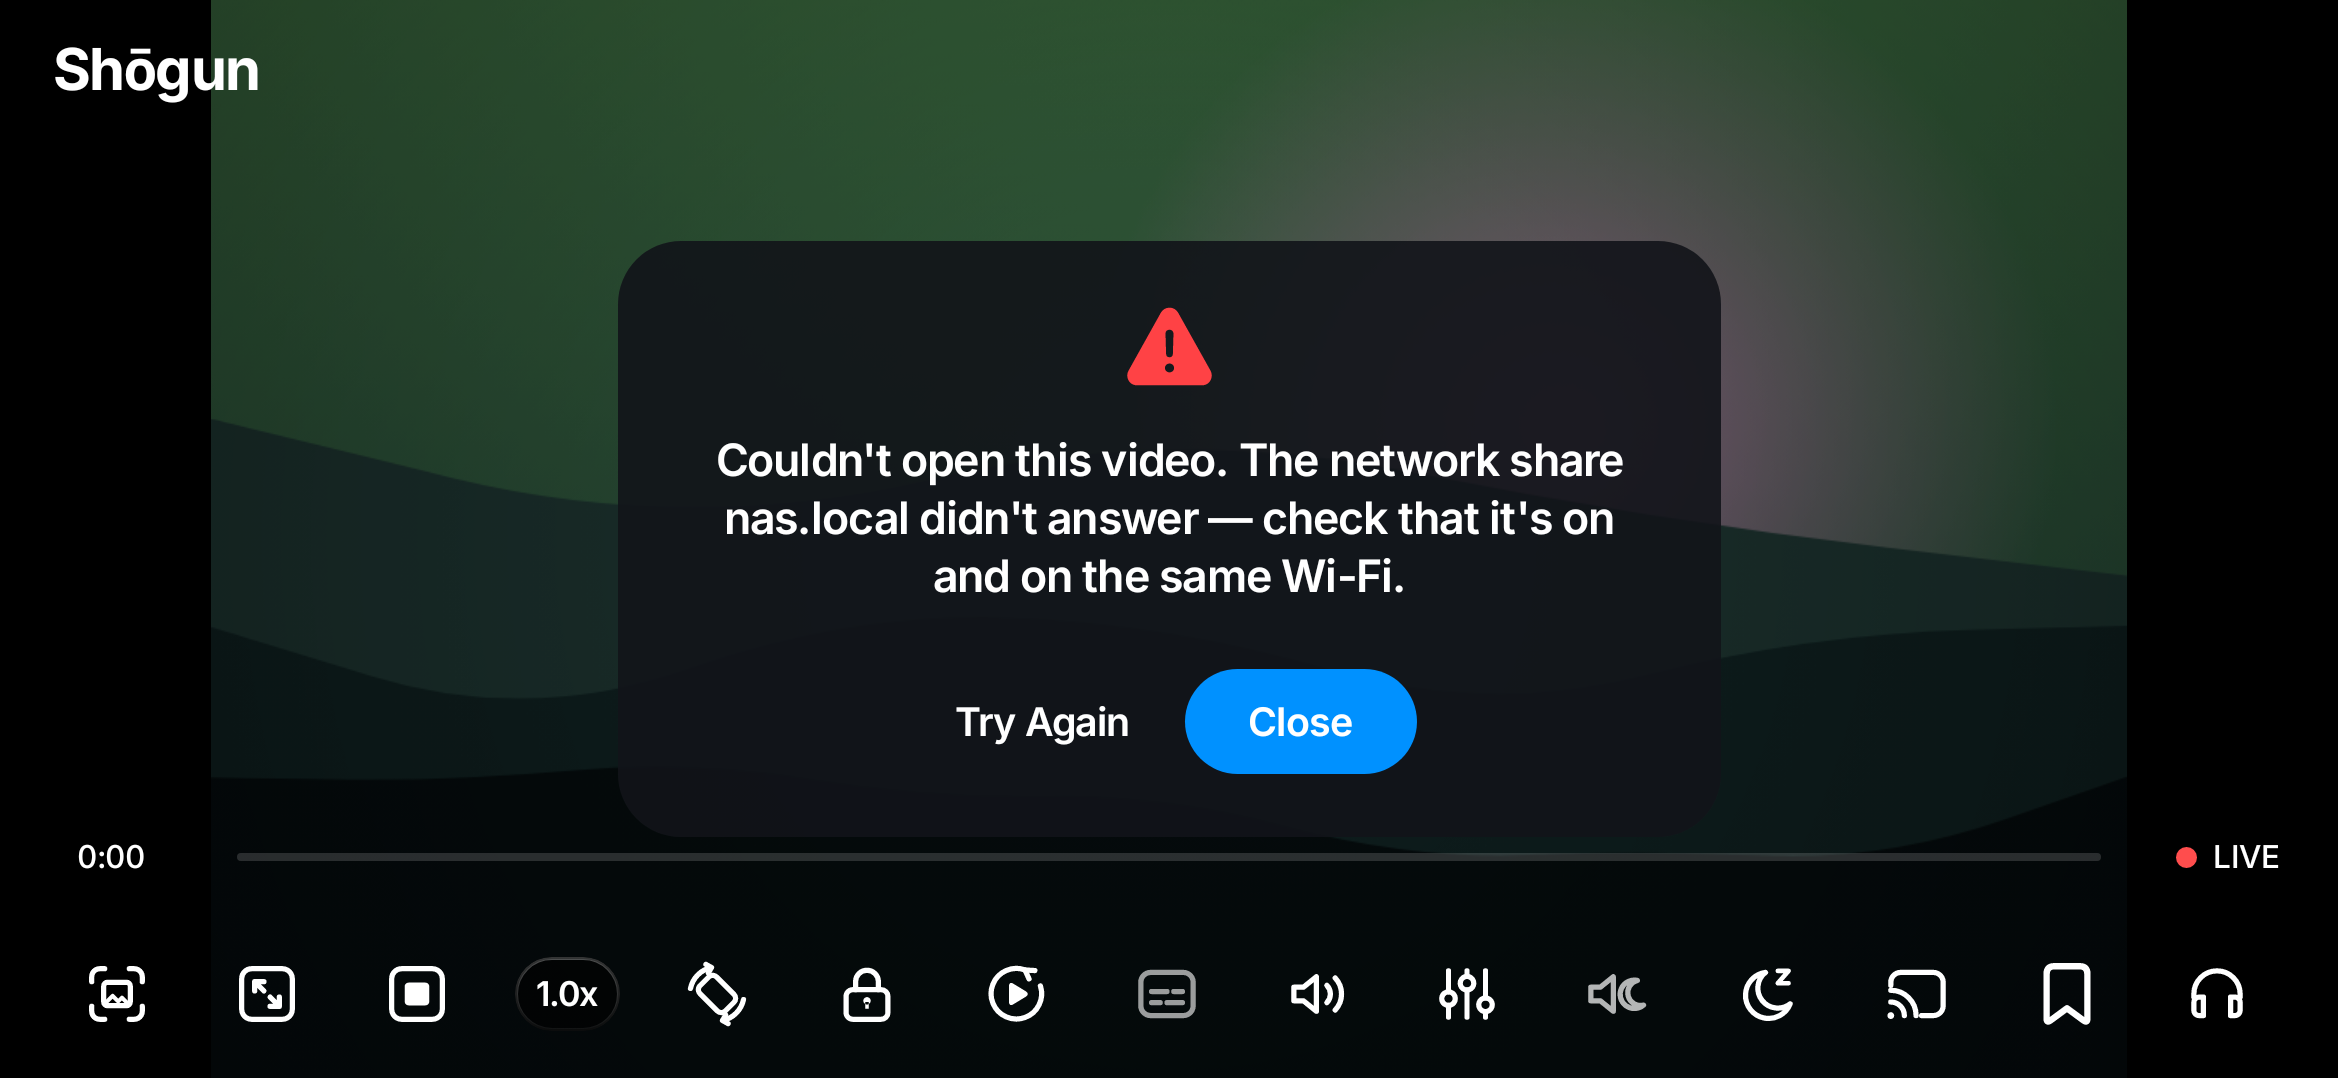 Shōgun
Couldn't open this video. The network share
nas.local didn't answer — check that it's on
and on the same Wi-Fi.
Try Again
Close
0:00
LIVE
1.0x